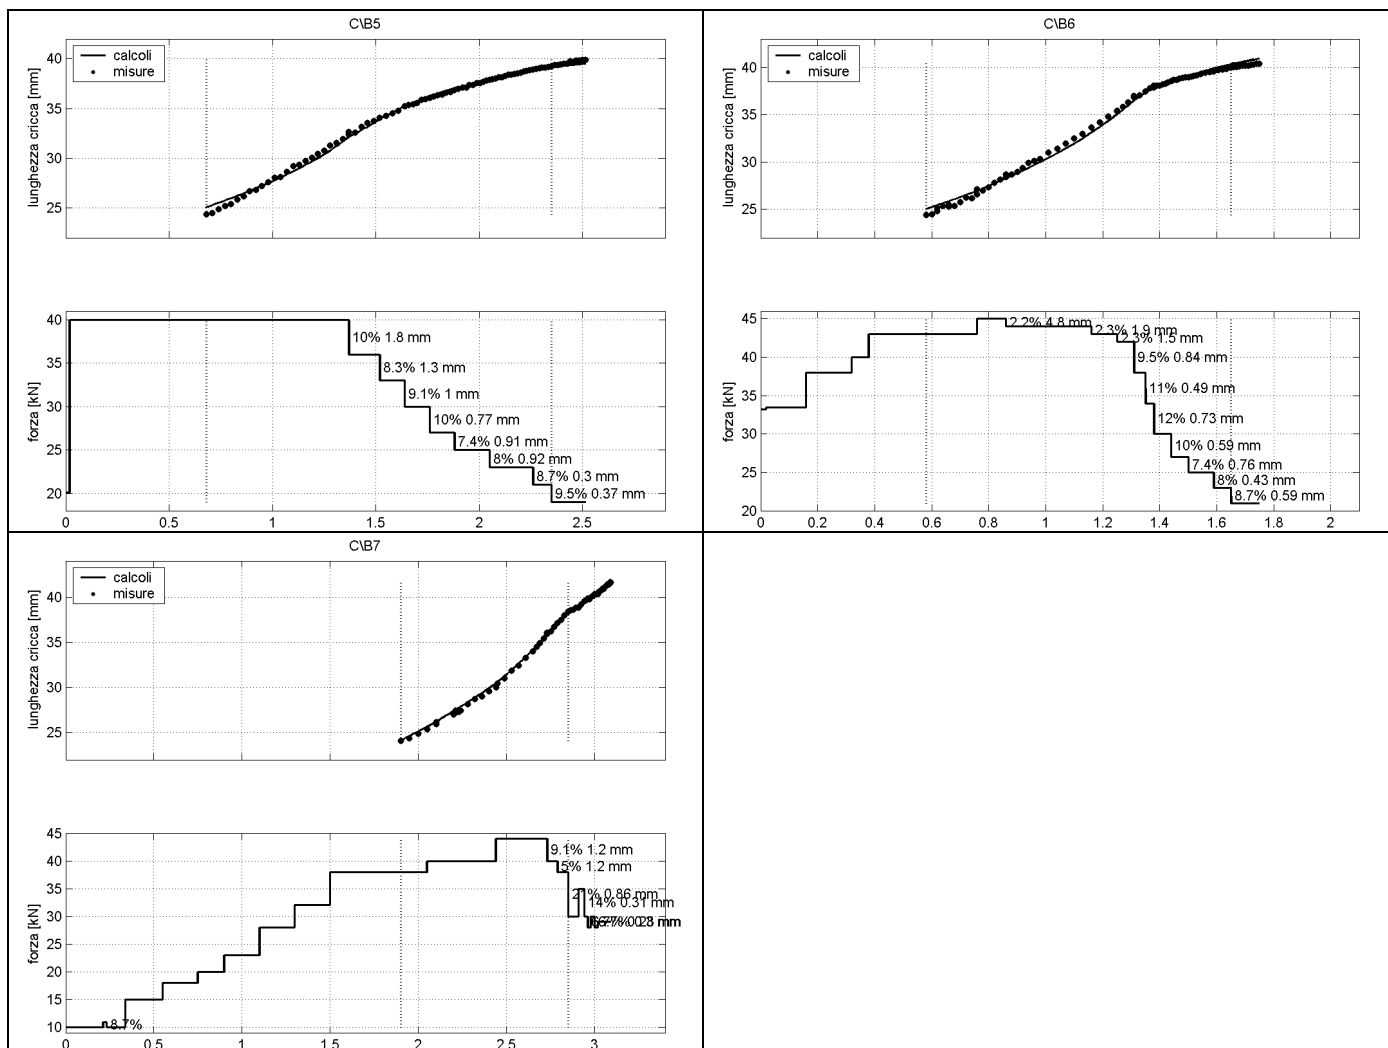 C\B5
calcoli
misure
lunghezza cricca [mm]
40
35
30
25
forza [kN]
40
35
30
25
20
10% 1.8 mm
8.3% 1.3 mm
9.1% 1 mm
10% 0.77 mm
7.4% 0.91 mm
8% 0.92 mm
8.7% 0.3 mm
9.5% 0.37 mm
0 0.5 1 1.5 2 2.5
C\B6
calcoli
misure
lunghezza cricca [mm]
40
35
30
25
forza [kN]
45
40
35
30
25
20
2.2% 4.8 mm
2.3% 1.9 mm
2.3% 1.5 mm
9.5% 0.84 mm
11% 0.49 mm
12% 0.73 mm
10% 0.59 mm
7.4% 0.76 mm
8% 0.43 mm
8.7% 0.59 mm
0 0.2 0.4 0.6 0.8 1 1.2 1.4 1.6 1.8 2
C\B7
calcoli
misure
lunghezza cricca [mm]
40
35
30
25
forza [kN]
45
40
35
30
25
20
15
10
9.1% 1.2 mm
5% 1.2 mm
21% 0.86 mm
14% 0.31 mm
mm
8.7%
0 0.5 1 1.5 2 2.5 3